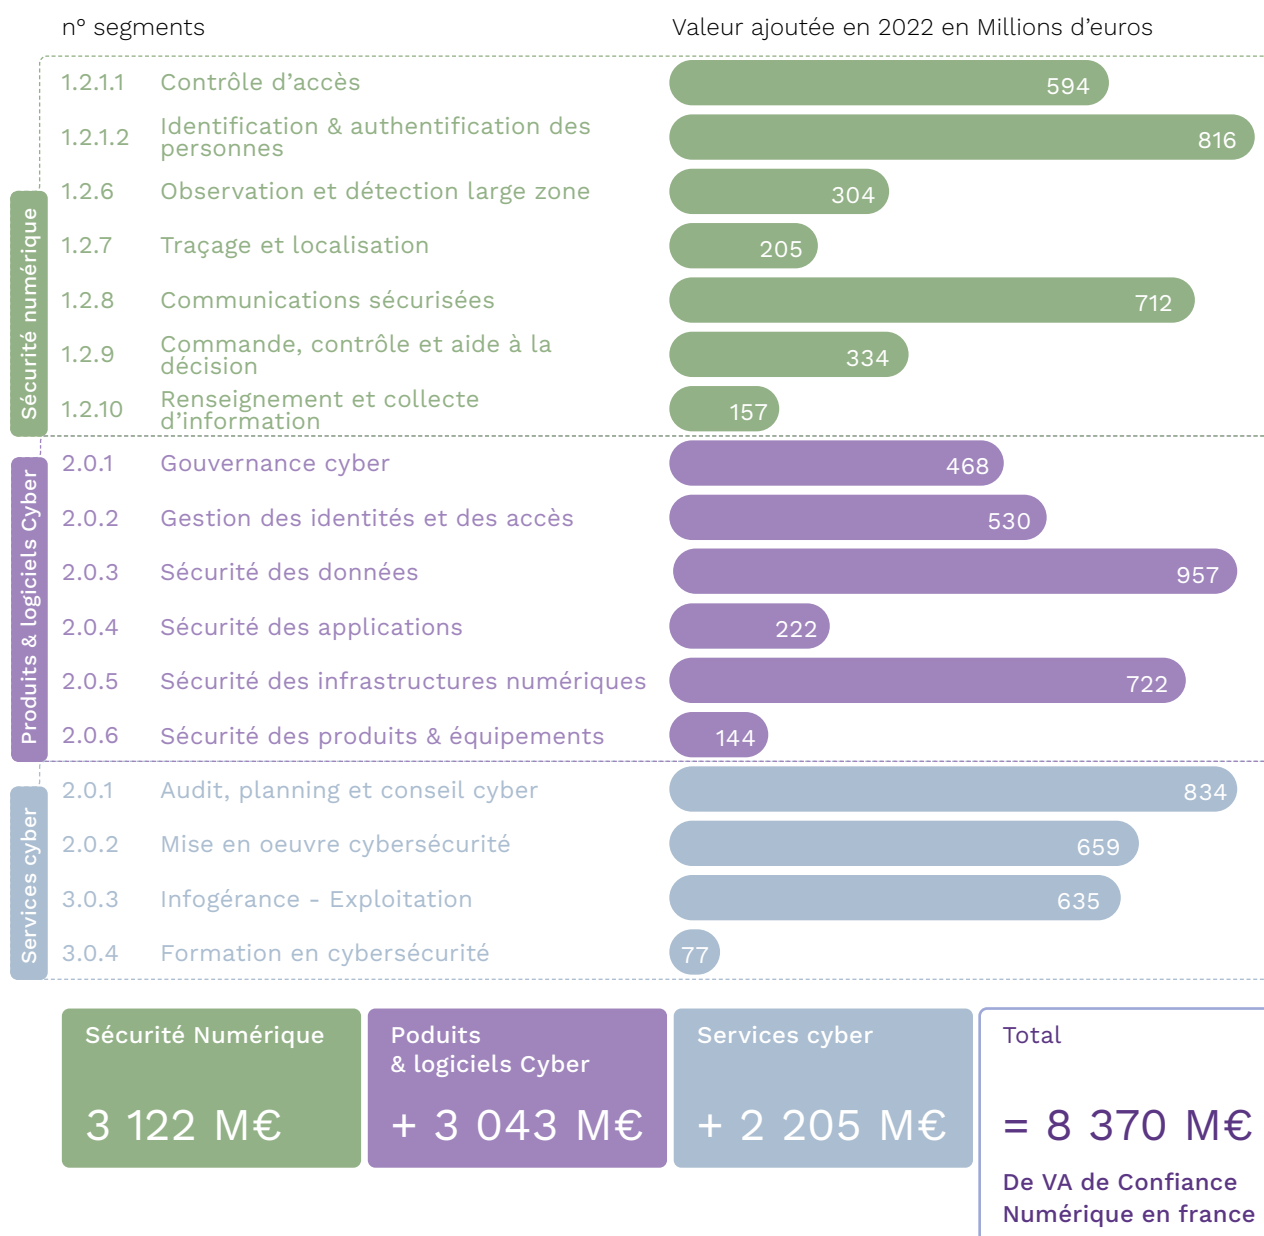 n° segments
Valeur ajoutée en 2022 en Millions d’euros
Sécurité numérique
1.2.1.1 Contrôle d’accès 594
1.2.1.2 Identification & authentification des
personnes 816
1.2.6 Observation et détection large zone 304
1.2.7 Traçage et localisation 205
1.2.8 Communications sécurisées 712
1.2.9 Commande, contrôle et aide à la
décision 334
1.2.10 Renseignement et collecte
d’information 157
Produits & logiciels Cyber
2.0.1 Gouvernance cyber 468
2.0.2 Gestion des identités et des accès 530
2.0.3 Sécurité des données 957
2.0.4 Sécurité des applications 222
2.0.5 Sécurité des infrastructures numériques 722
2.0.6 Sécurité des produits & équipements 144
Services cyber
2.0.1 Audit, planning et conseil cyber 834
2.0.2 Mise en oeuvre cybersécurité 659
3.0.3 Infogérance - Exploitation 635
3.0.4 Formation en cybersécurité 77
Sécurité Numérique
3 122 M€
Poduits
& logiciels Cyber
+ 3 043 M€
Services cyber
+ 2 205 M€
Total
= 8 370 M€
De VA de Confiance
Numérique en france